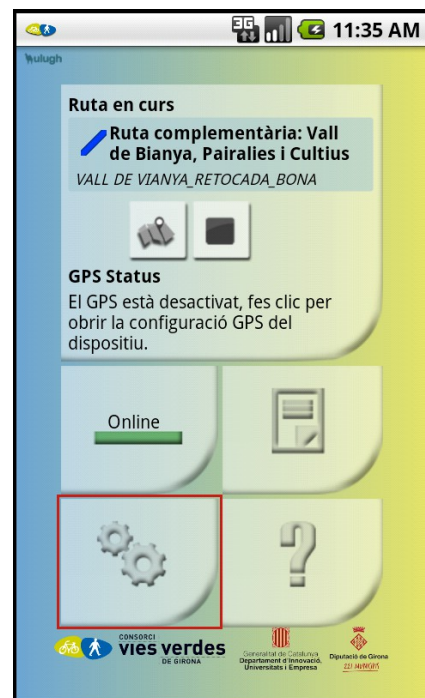 3G
11:35 AM
wulugh
Ruta en curs
Ruta complementària: Vall
de Bianya, Pairalies i Cultius
VALL DE VIANYA_RETOCADA_BONA
GPS Status
El GPS està desactivat, fes clic per
obrir la configuració GPS del
dispositiu.
Online
?
CONSORCI
vies verdes
DE GIRONA
Generalitat de Catalunya
Departament d'Innovació,
Universitats i Empresa
Diputació de Girona